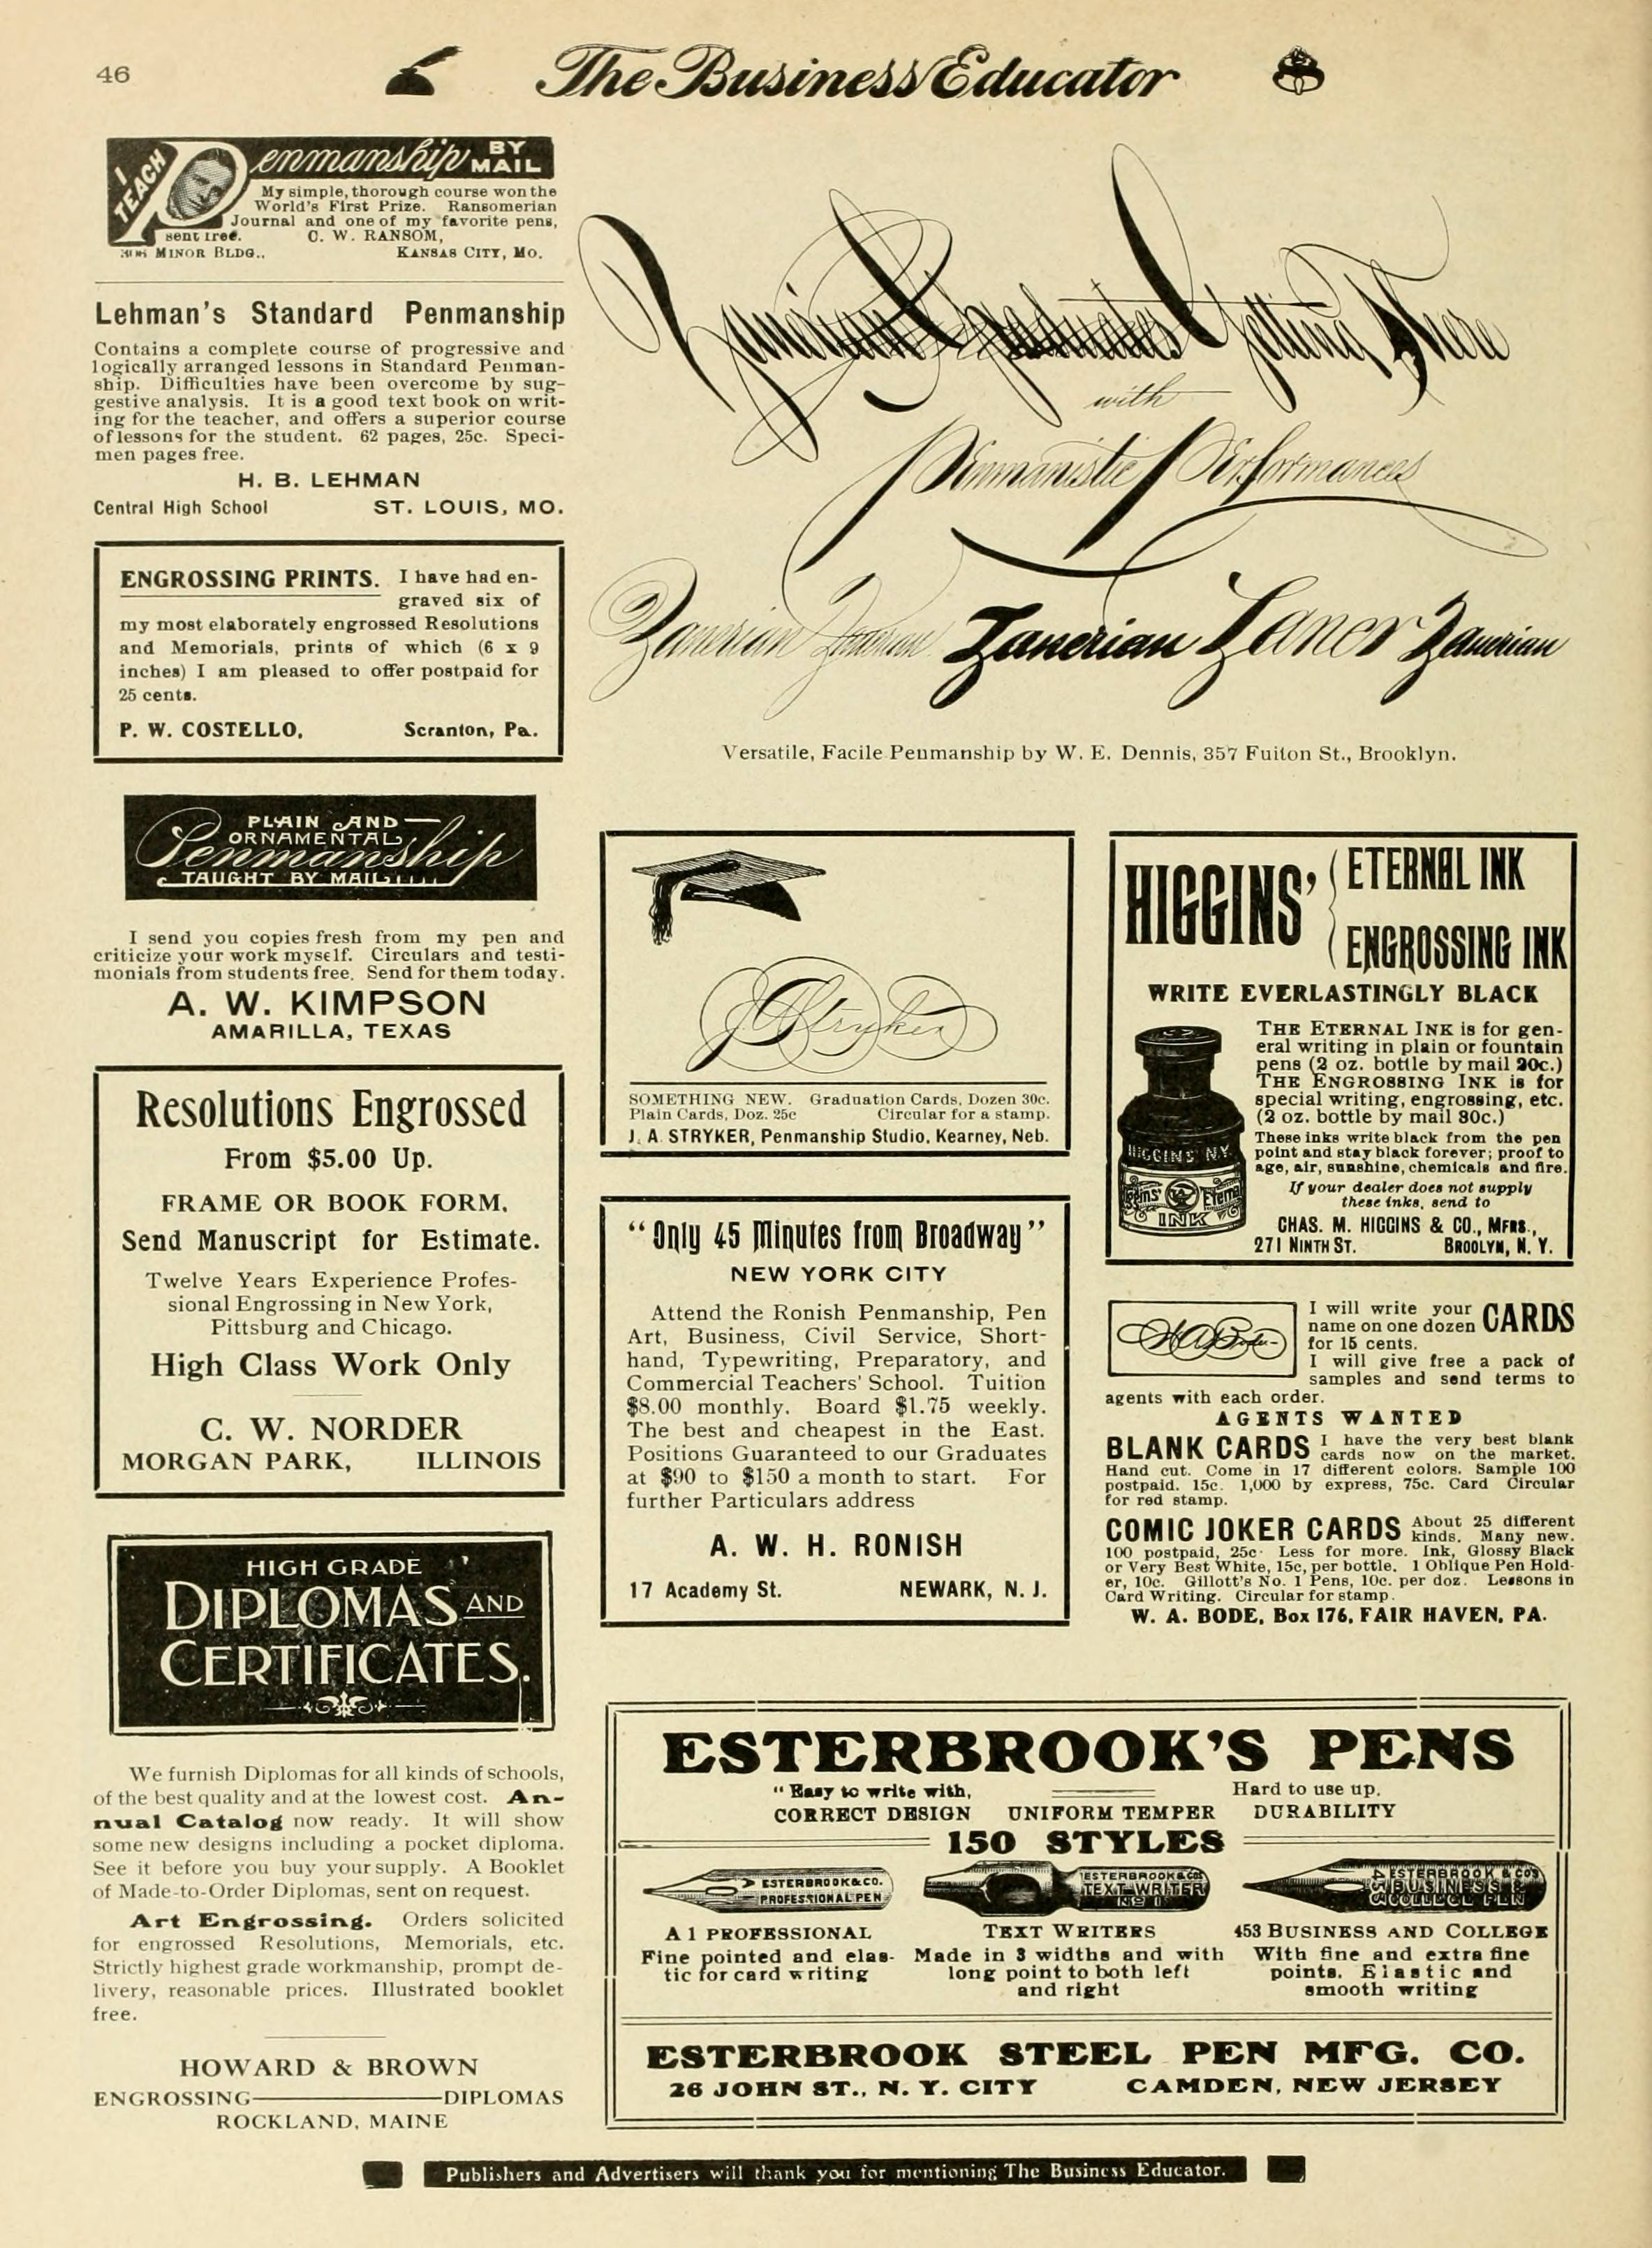 46
The Business Educator
I TEACH
Penmanship BY MAIL
My simple, thorough course won the
World's First Prize. Ransomerian
Journal and one of my favorite pens,
sent free. C. W. RANSOM,
MINOR BLDG., KANSAS CITY, MO.
Lehman's Standard Penmanship
Contains a complete course of progressive and
logically arranged lessons in Standard Penman-
ship. Difficulties have been overcome by sug-
gestive analysis. It is a good text book on writ-
ing for the teacher, and offers a superior course
of lessons for the student. 62 pages, 25c. Speci-
men pages free.
H. B. LEHMAN
Central High School ST. LOUIS, MO.
ENGROSSING PRINTS. I have had en-
graved six of
my most elaborately engrossed Resolutions
and Memorials, prints of which (6 x 9
inches) I am pleased to offer postpaid for
25 cents.
P. W. COSTELLO, Scranton, Pa.
PLAIN AND
ORNAMENTAL
Penmanship
TAUGHT BY MAIL
I send you copies fresh from my pen and
criticize your work myself. Circulars and testi-
monials from students free. Send for them today.
A. W. KIMPSON
AMARILLA, TEXAS
Resolutions Engrossed
From $5.00 Up.
FRAME OR BOOK FORM.
Send Manuscript for Estimate.
Twelve Years Experience Profes-
sional Engrossing in New York,
Pittsburg and Chicago.
High Class Work Only
C. W. NORDER
MORGAN PARK, ILLINOIS
HIGH GRADE
DIPLOMAS AND
CERTIFICATES.
We furnish Diplomas for all kinds of schools,
of the best quality and at the lowest cost. An-
nual Catalog now ready. It will show
some new designs including a pocket diploma.
See it before you buy your supply. A Booklet
of Made-to-Order Diplomas, sent on request.
Art Engrossing. Orders solicited
for engrossed Resolutions, Memorials, etc.
Strictly highest grade workmanship, prompt de-
livery, reasonable prices. Illustrated booklet
free.
HOWARD & BROWN
ENGROSSING DIPLOMAS
ROCKLAND, MAINE
Zanerian Graduates Getting There
with
Penmanistic Performances
Zanerian Zanerian Zanerian Zaner Zanerian
Versatile, Facile Penmanship by W. E. Dennis, 357 Fulton St., Brooklyn.
J A Stryker
SOMETHING NEW. Graduation Cards, Dozen 30c.
Plain Cards, Doz. 25c Circular for a stamp.
J. A. STRYKER, Penmanship Studio, Kearney, Neb.
"Only 45 Minutes from Broadway"
NEW YORK CITY
Attend the Ronish Penmanship, Pen
Art, Business, Civil Service, Short-
hand, Typewriting, Preparatory, and
Commercial Teachers' School. Tuition
$8.00 monthly. Board $1.75 weekly.
The best and cheapest in the East.
Positions Guaranteed to our Graduates
at $90 to $150 a month to start. For
further Particulars address
A. W. H. RONISH
17 Academy St. NEWARK, N. J.
HIGGINS' ETERNAL INK
ENGROSSING INK
WRITE EVERLASTINGLY BLACK
THE ETERNAL INK is for gen-
eral writing in plain or fountain
pens (2 oz. bottle by mail 20c.)
THE ENGROSSING INK is for
special writing, engrossing, etc.
(2 oz. bottle by mail 30c.)
These inks write black from the pen
point and stay black forever; proof to
age, air, sunshine, chemicals and fire.
If your dealer does not supply
these inks, send to
CHAS. M. HIGGINS & CO., MFRS.,
271 NINTH ST. BROOLYN, N. Y.
HIGGINS' N.Y.
Higgins' Eternal
INK
W A Bode
I will write your CARDS
name on one dozen
for 15 cents.
I will give free a pack of
samples and send terms to
agents with each order.
AGENTS WANTED
BLANK CARDS I have the very best blank
cards now on the market.
Hand cut. Come in 17 different colors. Sample 100
postpaid. 15c. 1,000 by express, 75c. Card Circular
for red stamp.
COMIC JOKER CARDS About 25 different
kinds. Many new.
100 postpaid, 25c. Less for more. Ink, Glossy Black
or Very Best White, 15c, per bottle. 1 Oblique Pen Hold-
er, 10c. Gillott's No. 1 Pens, 10c. per doz. Lessons in
Card Writing. Circular for stamp.
W. A. BODE, Box 176, FAIR HAVEN, PA.
ESTERBROOK'S PENS
"Easy to write with, Hard to use up.
CORRECT DESIGN UNIFORM TEMPER DURABILITY
150 STYLES
ESTERBROOK & CO.
PROFESSIONAL PEN
ESTERBROOK & CO'S
TEXT WRITER
No 10
ESTERBROOK & CO'S
BUSINESS &
COLLEGE PEN
A 1 PROFESSIONAL
Fine pointed and elas-
tic for card writing
TEXT WRITERS
Made in 3 widths and with
long point to both left
and right
453 BUSINESS AND COLLEGE
With fine and extra fine
points. Elastic and
smooth writing
ESTERBROOK STEEL PEN MFG. CO.
26 JOHN ST., N. Y. CITY CAMDEN, NEW JERSEY
Publishers and Advertisers will thank you for mentioning The Business Educator.